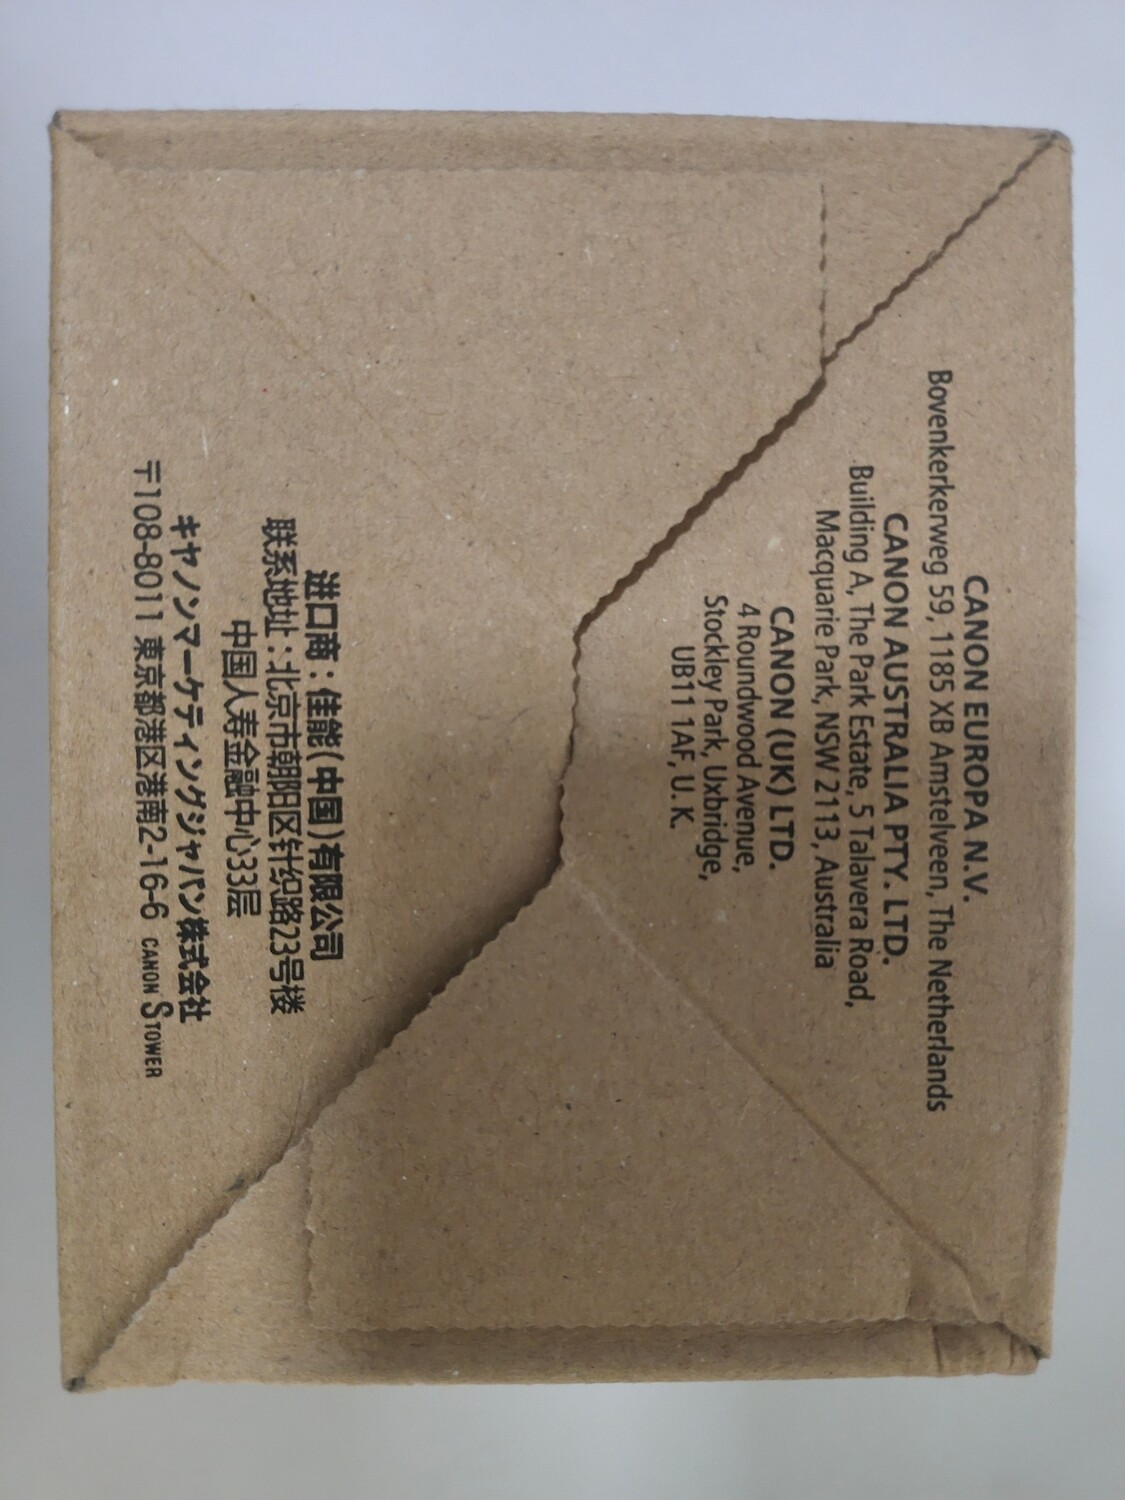 CANON EUROPA N.V.
Bovenkerkerweg 59, 1185 XB Amstelveen, The Netherlands
CANON AUSTRALIA PTY. LTD.
Building A, The Park Estate, 5 Talavera Road,
Macquarie Park, NSW 2113, Australia
CANON (UK) LTD.
4 Roundwood Avenue,
Stockley Park, Uxbridge,
UB11 1AF, U. K.
进口商：佳能(中国)有限公司
联系地址：北京市朝阳区针织路23号楼
中国人寿金融中心33层
キヤノンマーケティングジャパン株式会社
〒108-8011 東京都港区港南2-16-6 CANON S TOWER